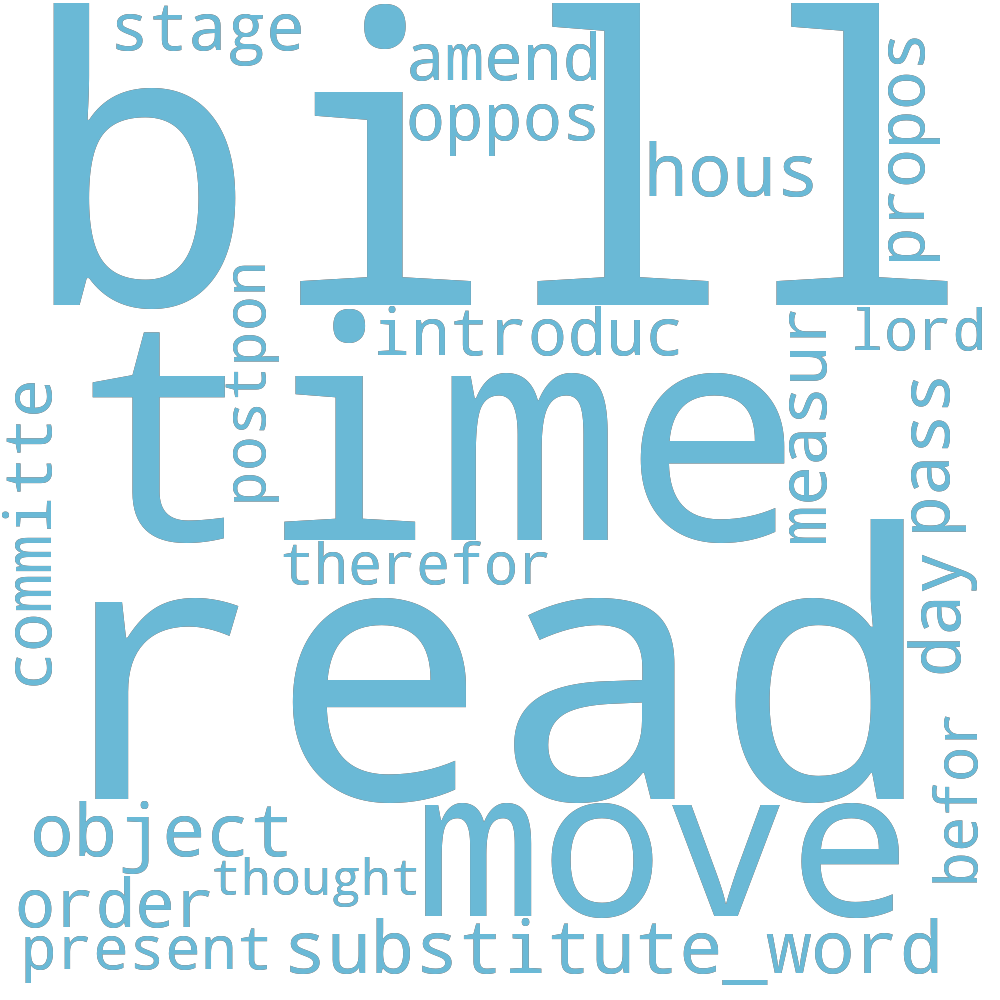 stage
bill
amend
oppos
hous
propos
postpon
introduc
lord
time
measur
committe
pass
therefor
read
day
befor
move
object
thought
order
present
substitute_word